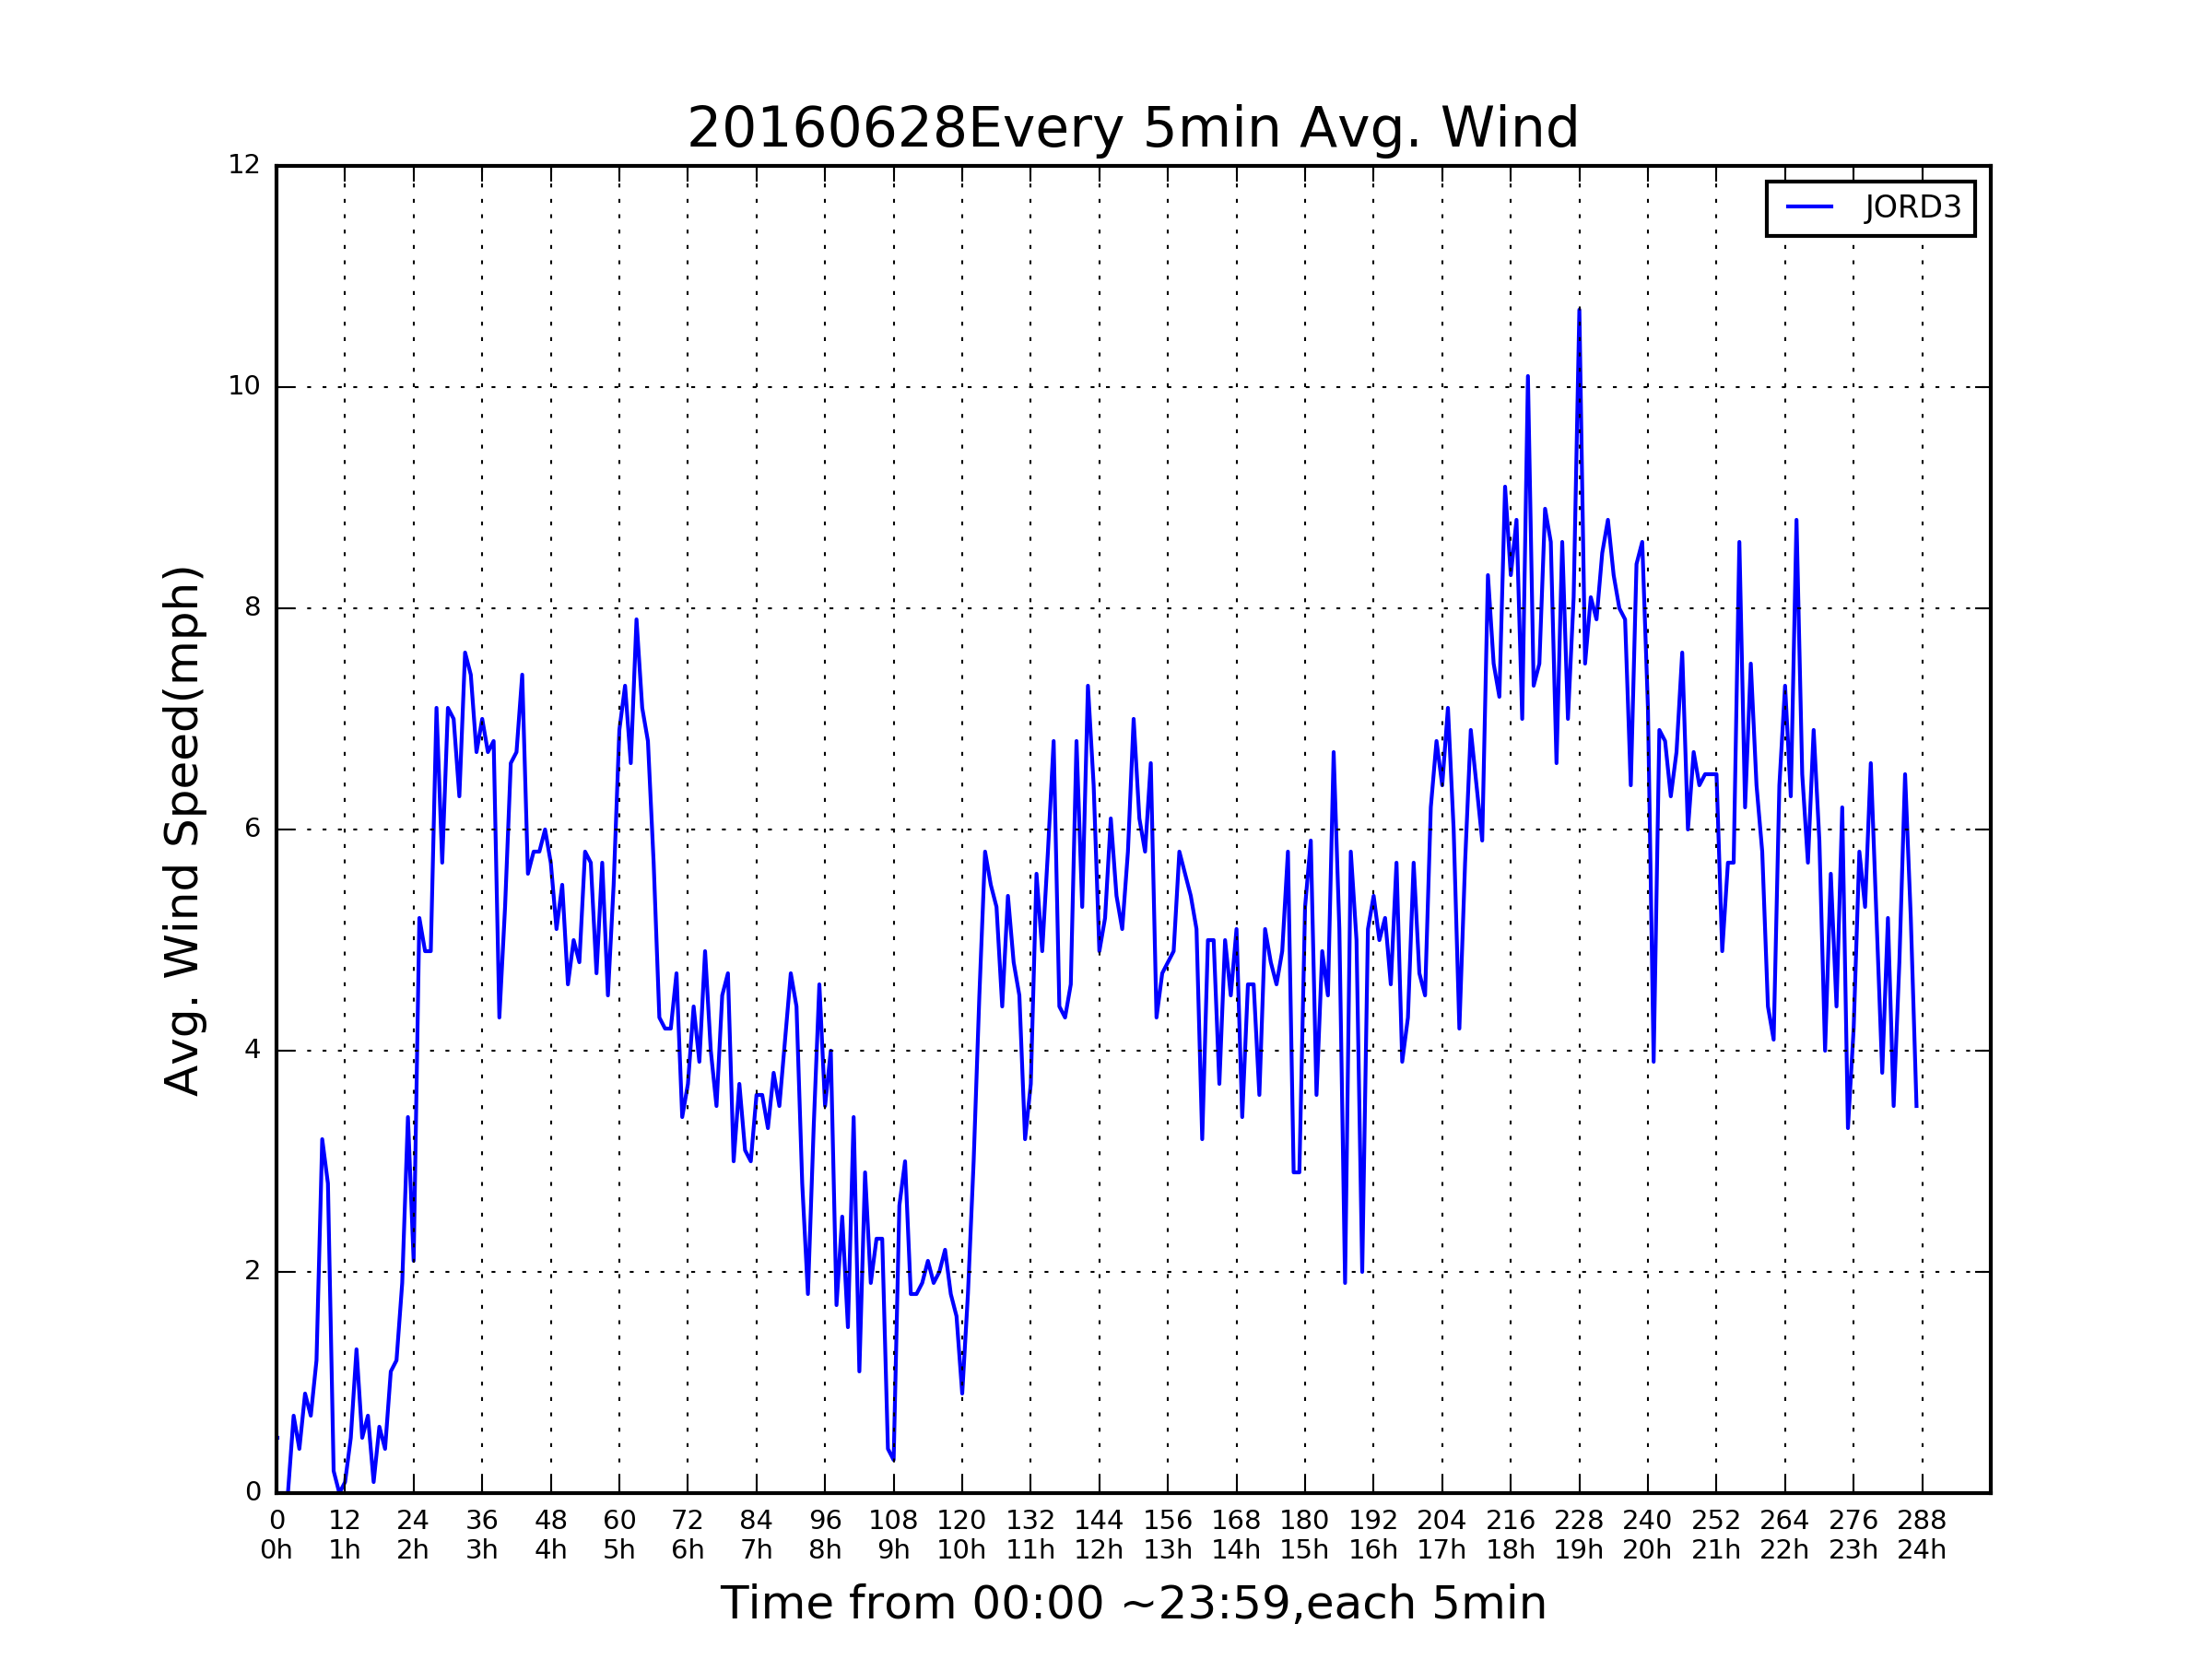 20160628Every 5min Avg. Wind
JORD3
Avg. Wind Speed(mph)
12
10
8
6
4
2
0
0 12 24 36 48 60 72 84 96 108 120 132 144 156 168 180 192 204 216 228 240 252 264 276 288
0h 1h 2h 3h 4h 5h 6h 7h 8h 9h 10h 11h 12h 13h 14h 15h 16h 17h 18h 19h 20h 21h 22h 23h 24h
Time from 00:00 ~23:59,each 5min